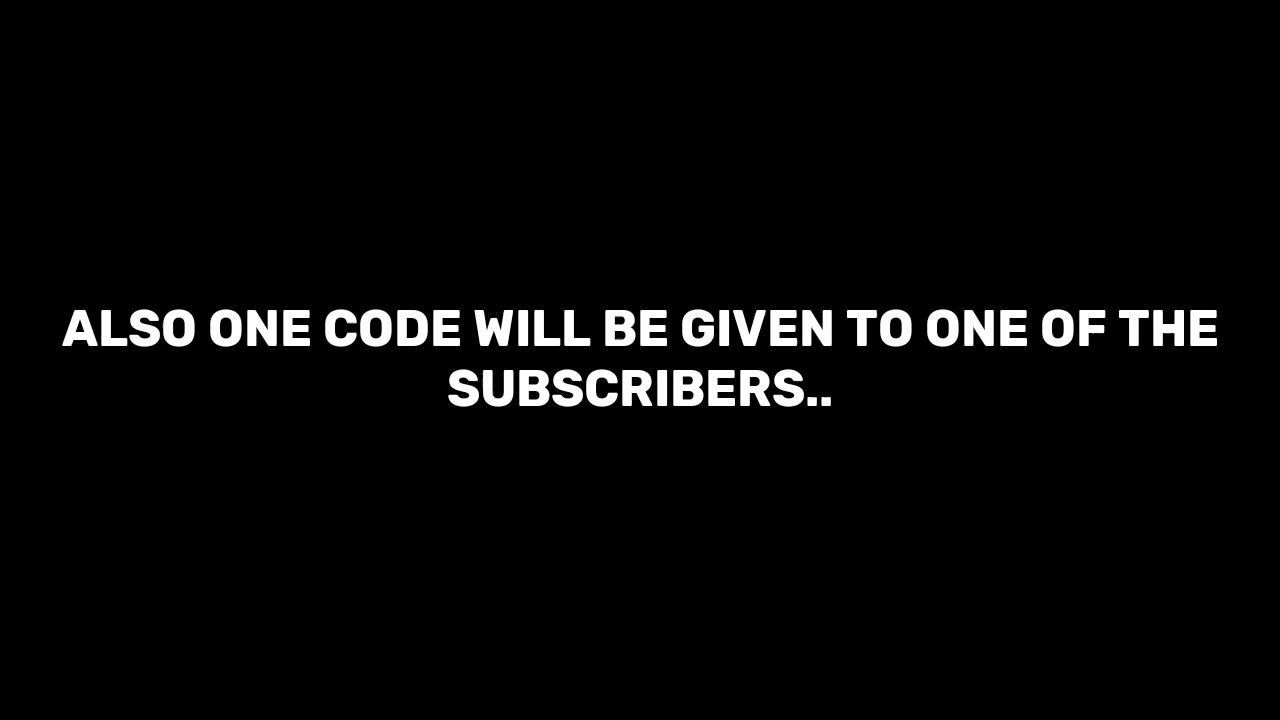 ALSO ONE CODE WILL BE GIVEN TO ONE OF THE
SUBSCRIBERS..